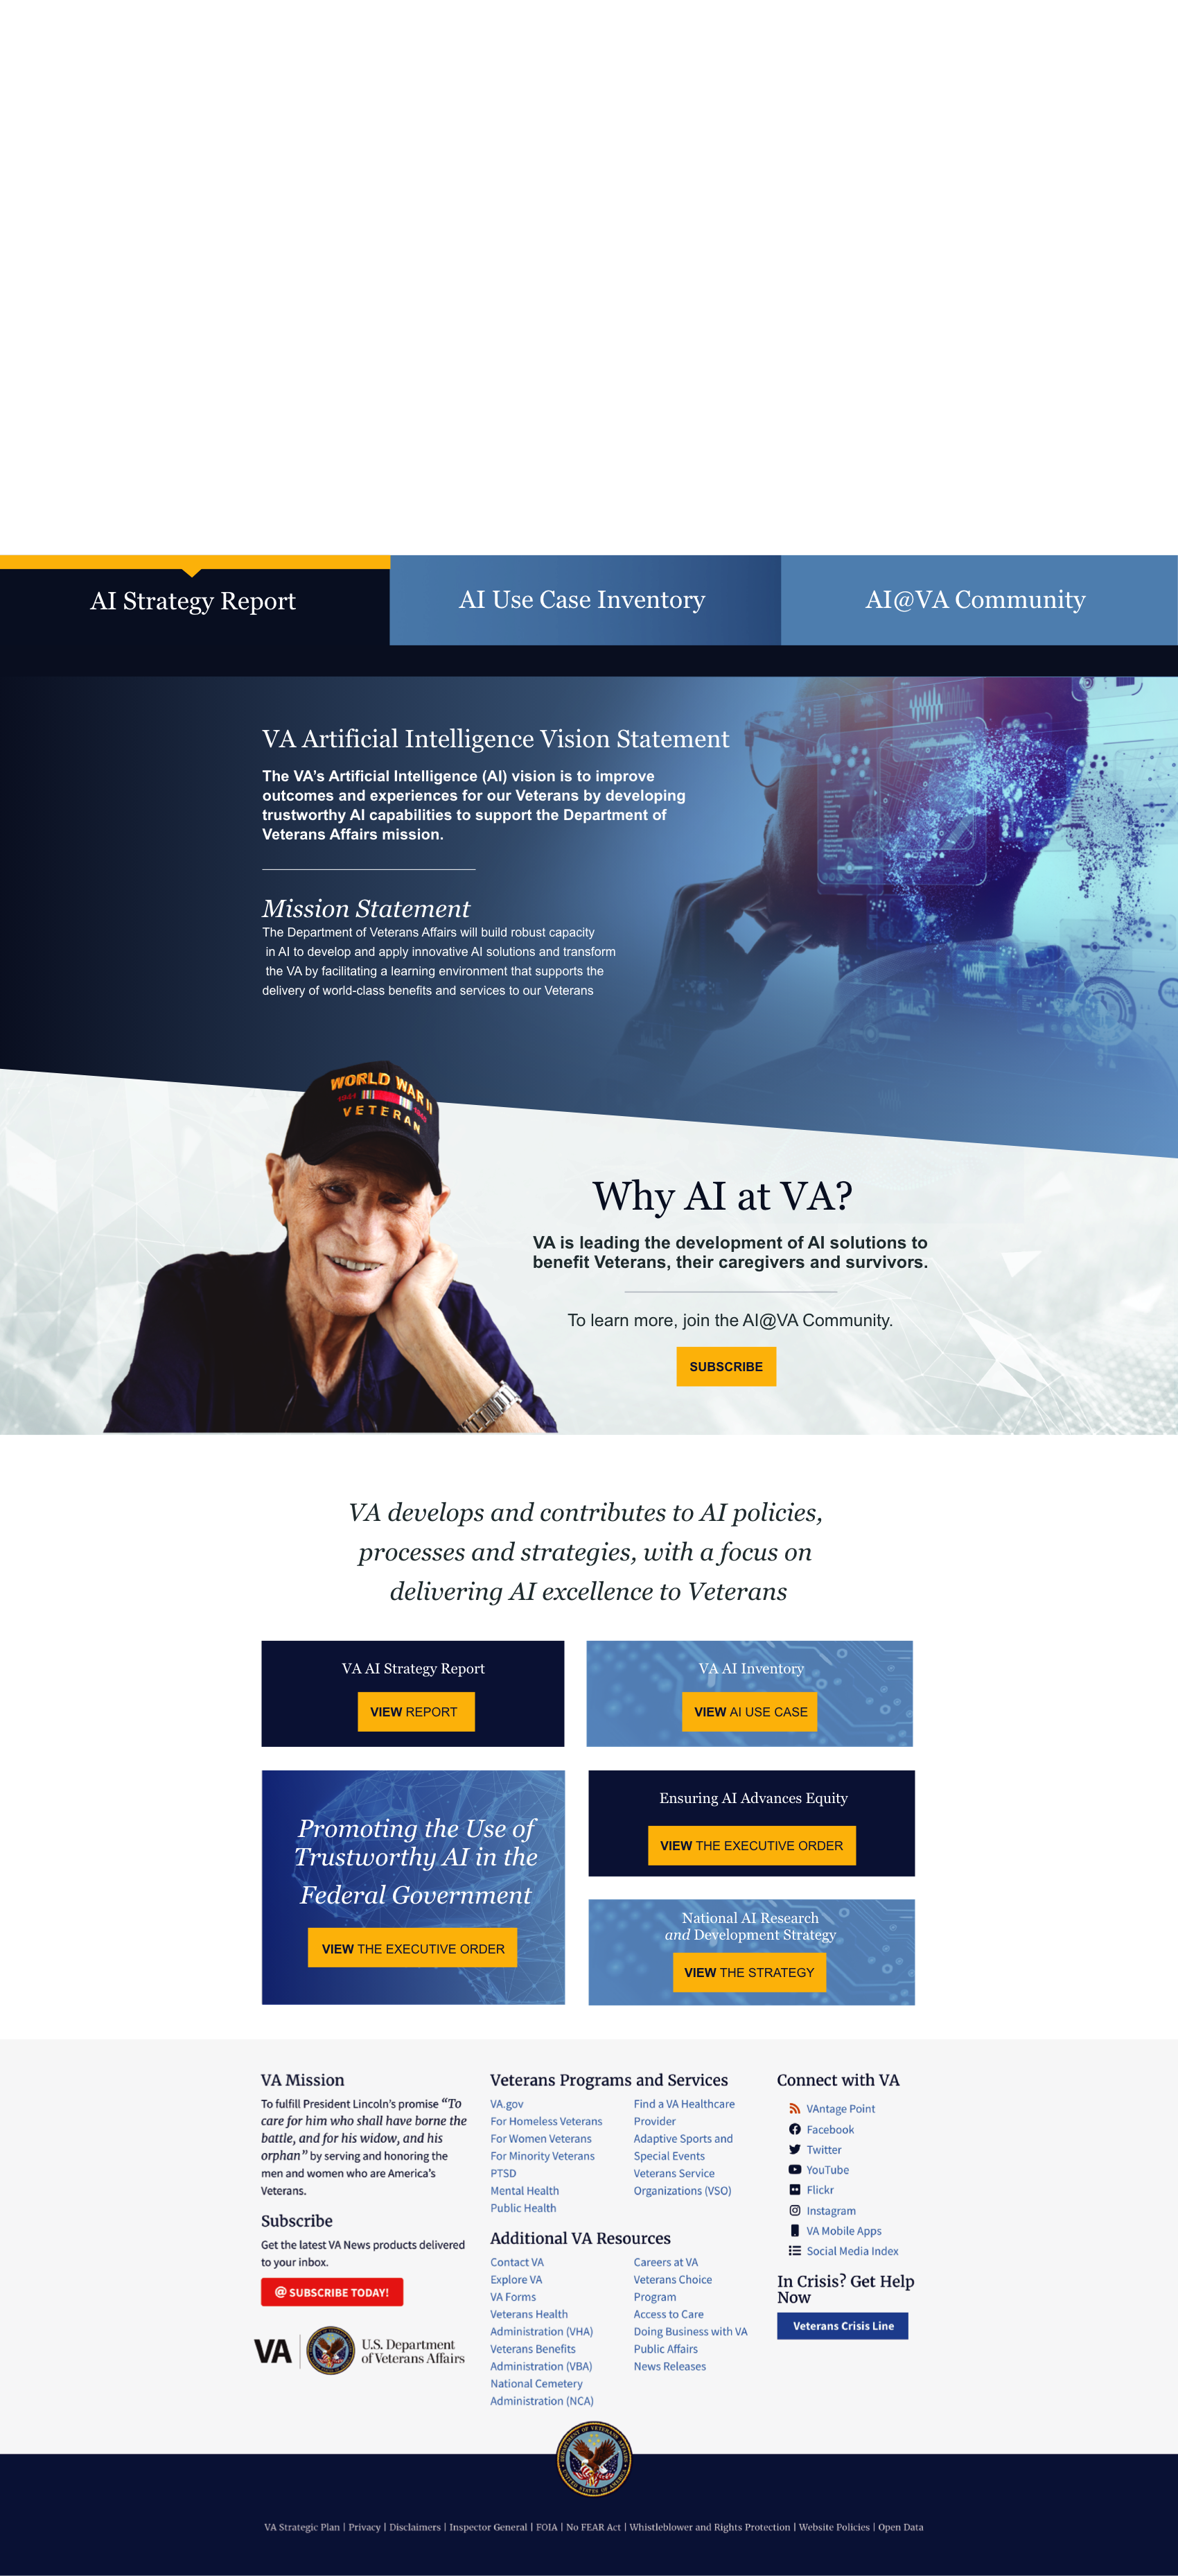 AI Strategy Report
AI Use Case Inventory
AI@VA Community
VA Artificial Intelligence Vision Statement
The VA’s Artificial Intelligence (AI) vision is to improve
outcomes and experiences for our Veterans by developing
trustworthy AI capabilities to support the Department of
Veterans Affairs mission.
Mission Statement
The Department of Veterans Affairs will build robust capacity
in AI to develop and apply innovative AI solutions and transform
the VA by facilitating a learning environment that supports the
delivery of world-class benefits and services to our Veterans
WORLD WAR II
1941 1945
VETERAN
Why AI at VA?
VA is leading the development of AI solutions to
benefit Veterans, their caregivers and survivors.
To learn more, join the AI@VA Community.
SUBSCRIBE
VA develops and contributes to AI policies,
processes and strategies, with a focus on
delivering AI excellence to Veterans
VA AI Strategy Report
VIEW REPORT
VA AI Inventory
VIEW AI USE CASE
Promoting the Use of
Trustworthy AI in the
Federal Government
VIEW THE EXECUTIVE ORDER
Ensuring AI Advances Equity
VIEW THE EXECUTIVE ORDER
National AI Research
and Development Strategy
VIEW THE STRATEGY
VA Mission
To fulfill President Lincoln’s promise “To
care for him who shall have borne the
battle, and for his widow, and his
orphan” by serving and honoring the
men and women who are America’s
Veterans.
Subscribe
Get the latest VA News products delivered
to your inbox.
@ SUBSCRIBE TODAY!
VA
U.S. Department
of Veterans Affairs
Veterans Programs and Services
VA.gov
For Homeless Veterans
For Women Veterans
For Minority Veterans
PTSD
Mental Health
Public Health
Find a VA Healthcare
Provider
Adaptive Sports and
Special Events
Veterans Service
Organizations (VSO)
Additional VA Resources
Contact VA
Explore VA
VA Forms
Veterans Health
Administration (VHA)
Veterans Benefits
Administration (VBA)
National Cemetery
Administration (NCA)
Careers at VA
Veterans Choice
Program
Access to Care
Doing Business with VA
Public Affairs
News Releases
Connect with VA
VAntage Point
Facebook
Twitter
YouTube
Flickr
Instagram
VA Mobile Apps
Social Media Index
In Crisis? Get Help
Now
Veterans Crisis Line
DEPARTMENT OF VETERANS AFFAIRS
UNITED STATES OF AMERICA
VA Strategic Plan | Privacy | Disclaimers | Inspector General | FOIA | No FEAR Act | Whistleblower and Rights Protection | Website Policies | Open Data